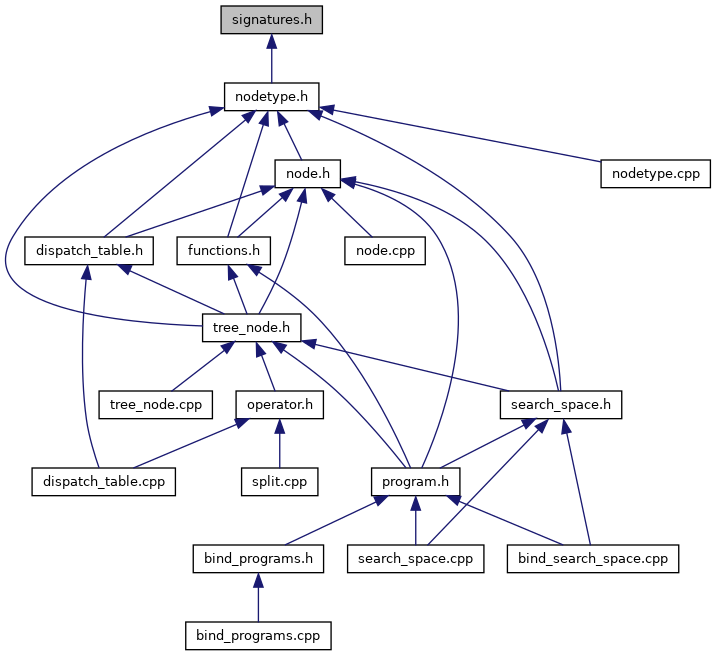 signatures.h
nodetype.h
node.h
nodetype.cpp
dispatch_table.h
functions.h
node.cpp
tree_node.h
tree_node.cpp
operator.h
search_space.h
dispatch_table.cpp
split.cpp
program.h
bind_programs.h
search_space.cpp
bind_search_space.cpp
bind_programs.cpp